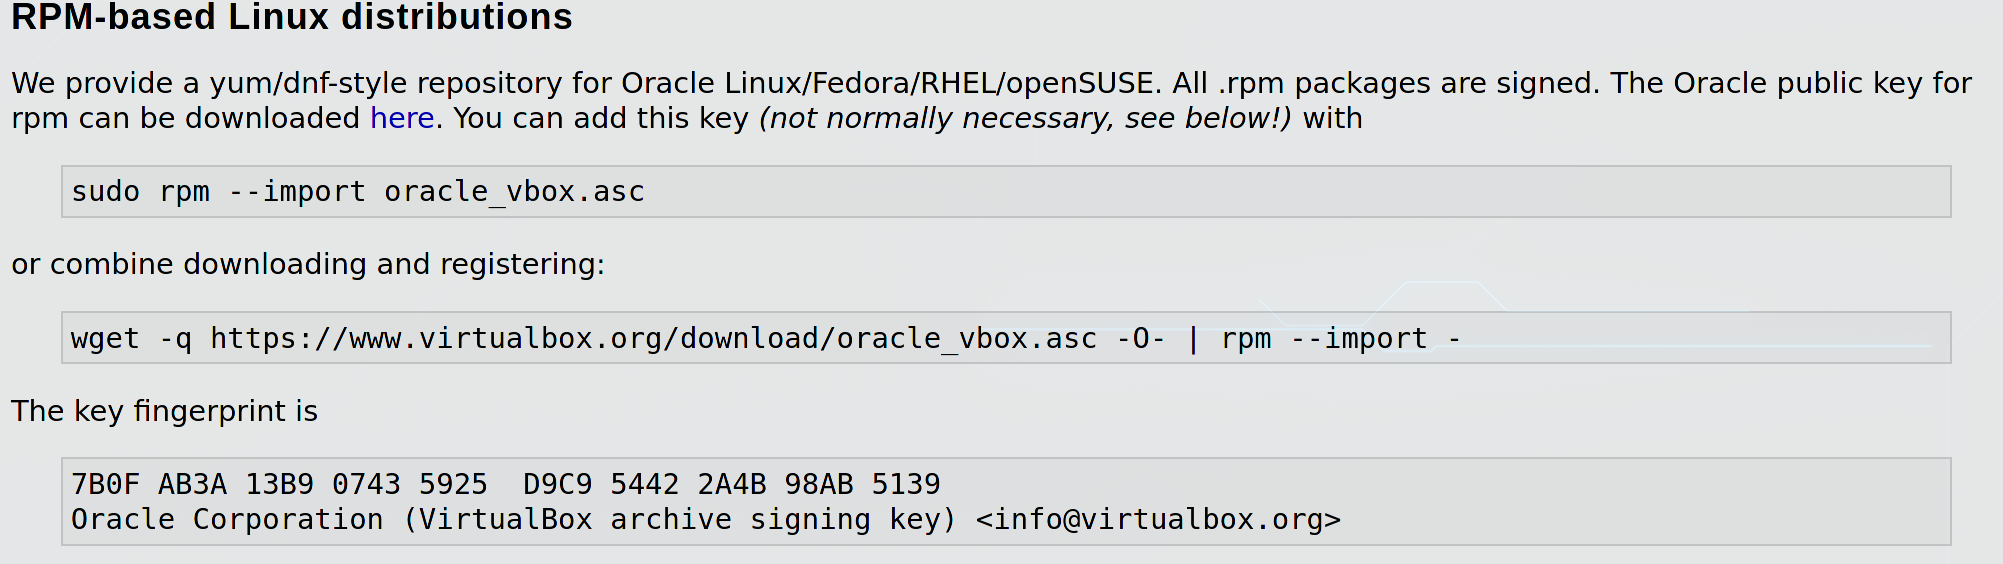 RPM-based Linux distributions
We provide a yum/dnf-style repository for Oracle Linux/Fedora/RHEL/openSUSE. All .rpm packages are signed. The Oracle public key for
rpm can be downloaded here. You can add this key (not normally necessary, see below!) with
sudo rpm --import oracle_vbox.asc
or combine downloading and registering:
wget -q https://www.virtualbox.org/download/oracle_vbox.asc -O- | rpm --import -
The key fingerprint is
7B0F AB3A 13B9 0743 5925  D9C9 5442 2A4B 98AB 5139
Oracle Corporation (VirtualBox archive signing key) <info@virtualbox.org>